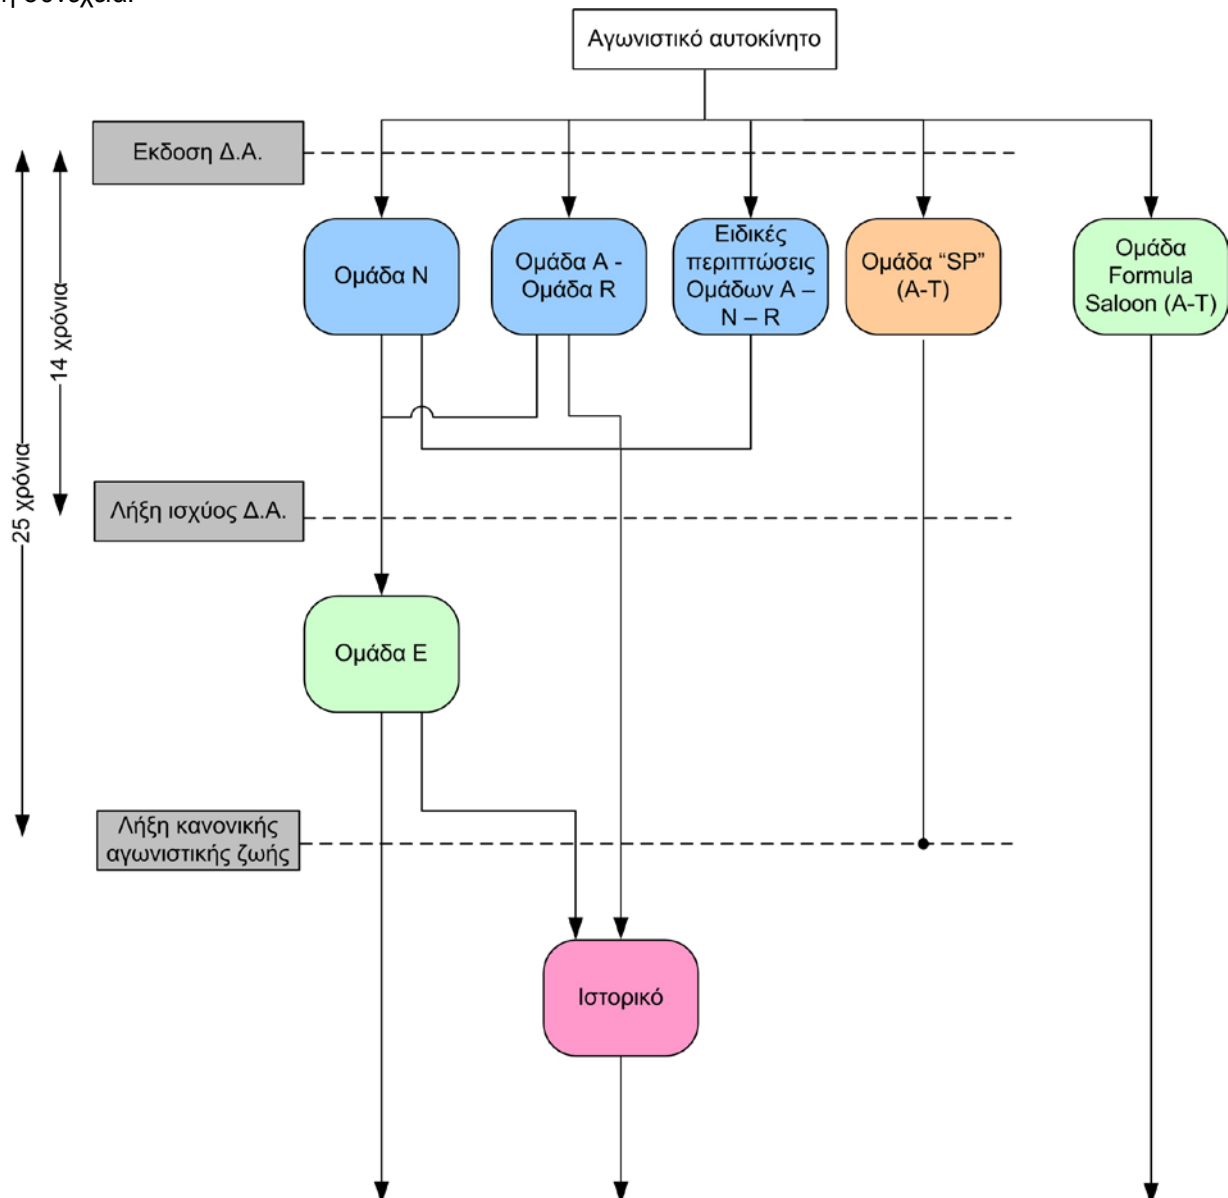 η συνέχεια.
Αγωνιστικό αυτοκίνητο
Εκδοση Δ.Α.
Ομάδα Ν
Ομάδα Α -
Ομάδα R
Ειδικές
περιπτώσεις
Ομάδων Α –
Ν – R
Ομάδα “SP”
(Α-Τ)
Ομάδα
Formula
Saloon (Α-Τ)
14 χρόνια
25 χρόνια
Λήξη ισχύος Δ.Α.
Ομάδα Ε
Λήξη κανονικής
αγωνιστικής ζωής
Ιστορικό